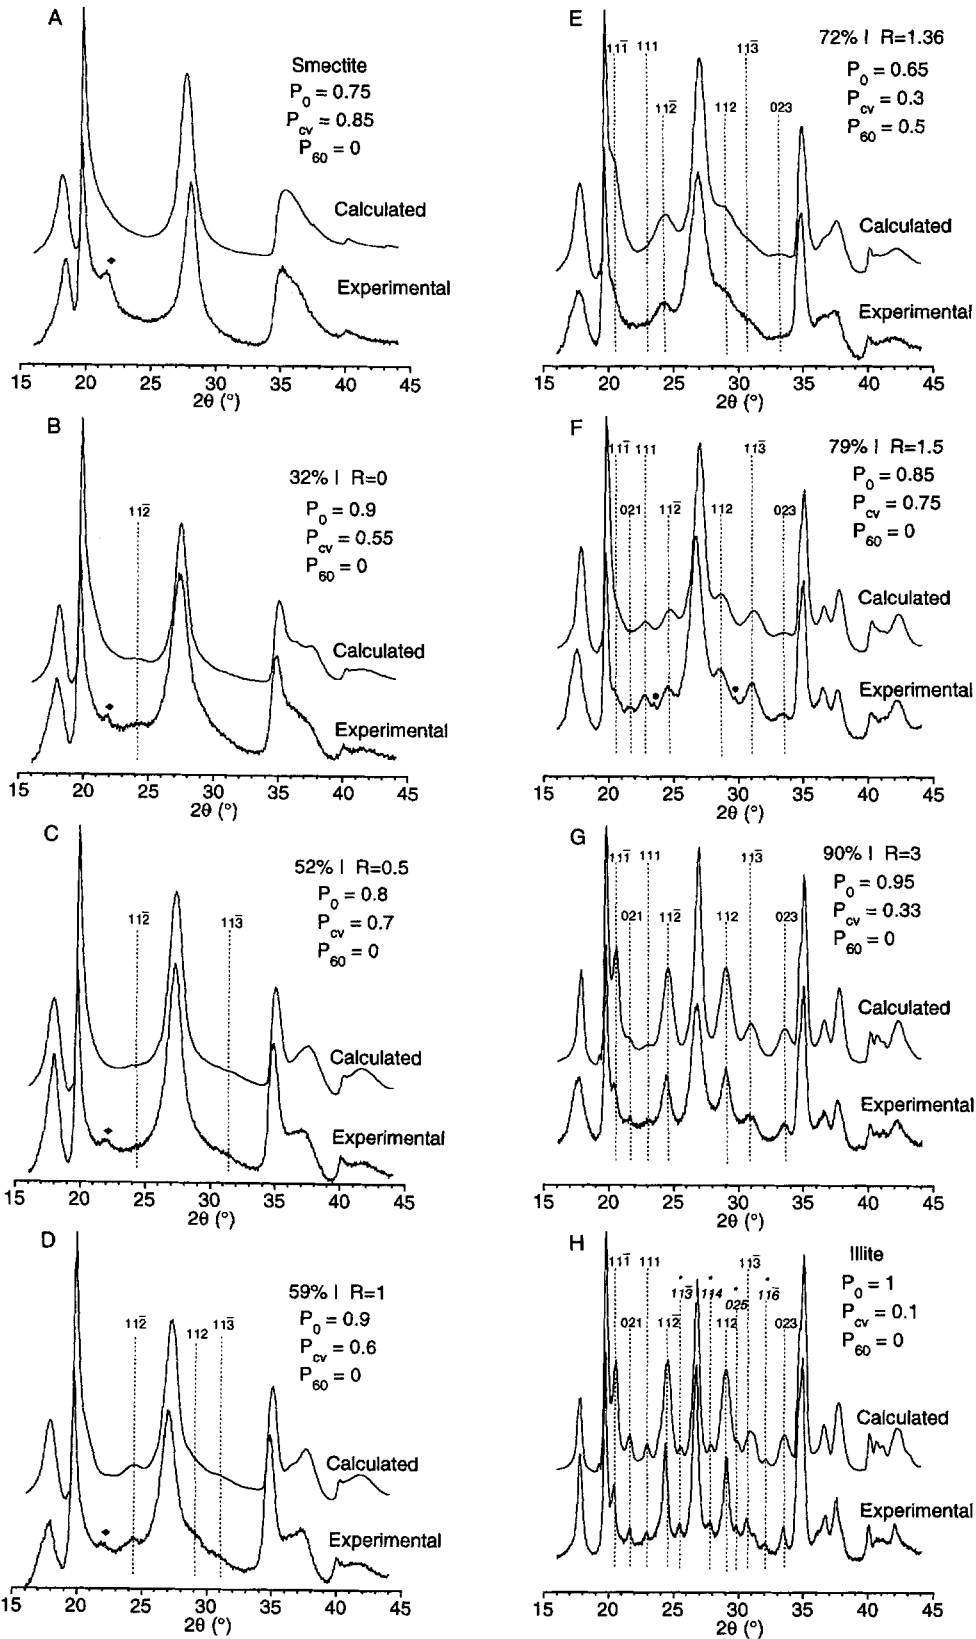 A
Smectite
P0 = 0.75
Pcv = 0.85
P60 = 0
Calculated
Experimental
15 20 25 30 35 40 45
2θ (°)
B
32% I R=0
P0 = 0.9
Pcv = 0.55
P60 = 0
112̅
Calculated
Experimental
15 20 25 30 35 40 45
2θ (°)
C
52% I R=0.5
P0 = 0.8
Pcv = 0.7
P60 = 0
112̅ 113̅
Calculated
Experimental
15 20 25 30 35 40 45
2θ (°)
D
59% I R=1
P0 = 0.9
Pcv = 0.6
P60 = 0
112̅ 112 113̅
Calculated
Experimental
15 20 25 30 35 40 45
2θ (°)
E
72% I R=1.36
P0 = 0.65
Pcv = 0.3
P60 = 0.5
111̅ 111 113̅
112̅ 112 023
Calculated
Experimental
15 20 25 30 35 40 45
2θ (°)
F
79% I R=1.5
P0 = 0.85
Pcv = 0.75
P60 = 0
111̅ 111 113̅
021 112̅ 112 023
Calculated
Experimental
15 20 25 30 35 40 45
2θ (°)
G
90% I R=3
P0 = 0.95
Pcv = 0.33
P60 = 0
111̅ 111 113̅
021 112̅ 112 023
Calculated
Experimental
15 20 25 30 35 40 45
2θ (°)
H
Illite
P0 = 1
Pcv = 0.1
P60 = 0
111̅ 111 113̅
* * * *
113̅ 114 025 116̅
021 112̅ 112 023
Calculated
Experimental
15 20 25 30 35 40 45
2θ (°)